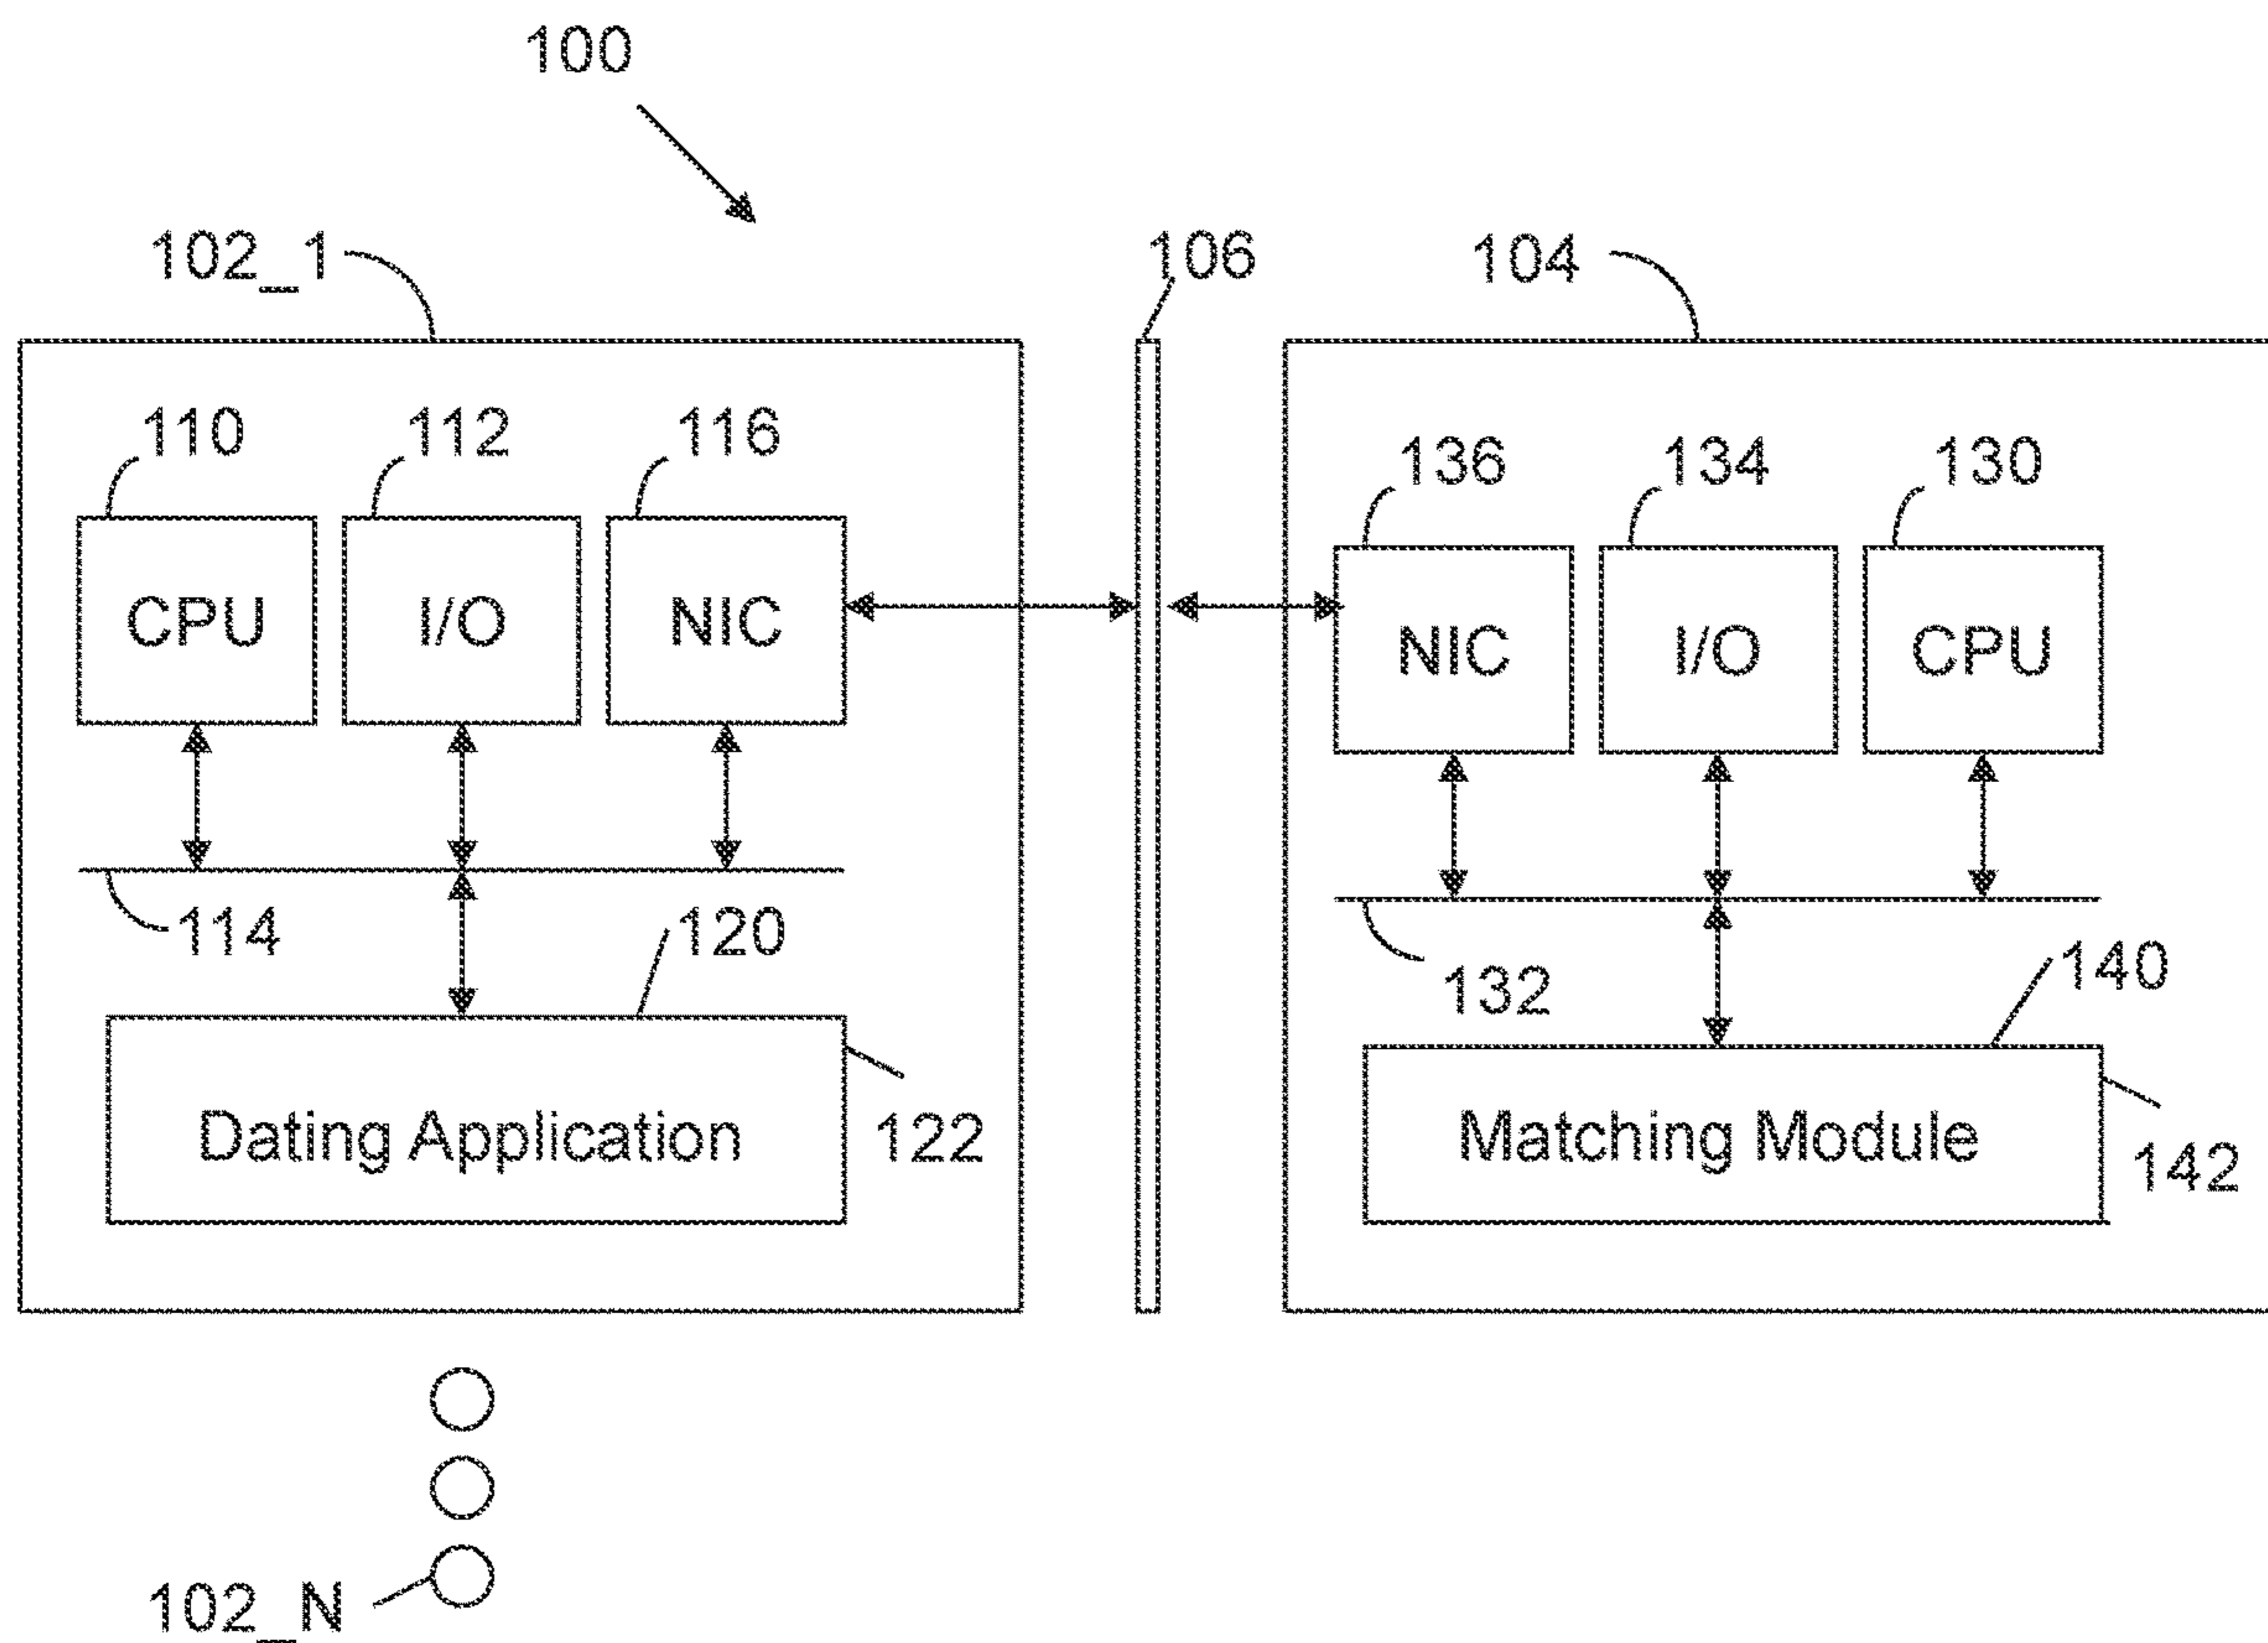 100
102_1
106
104
110
112
116
136
134
130
CPU
I/O
NIC
NIC
I/O
CPU
114
120
132
140
Dating Application
122
Matching Module
142
102_N